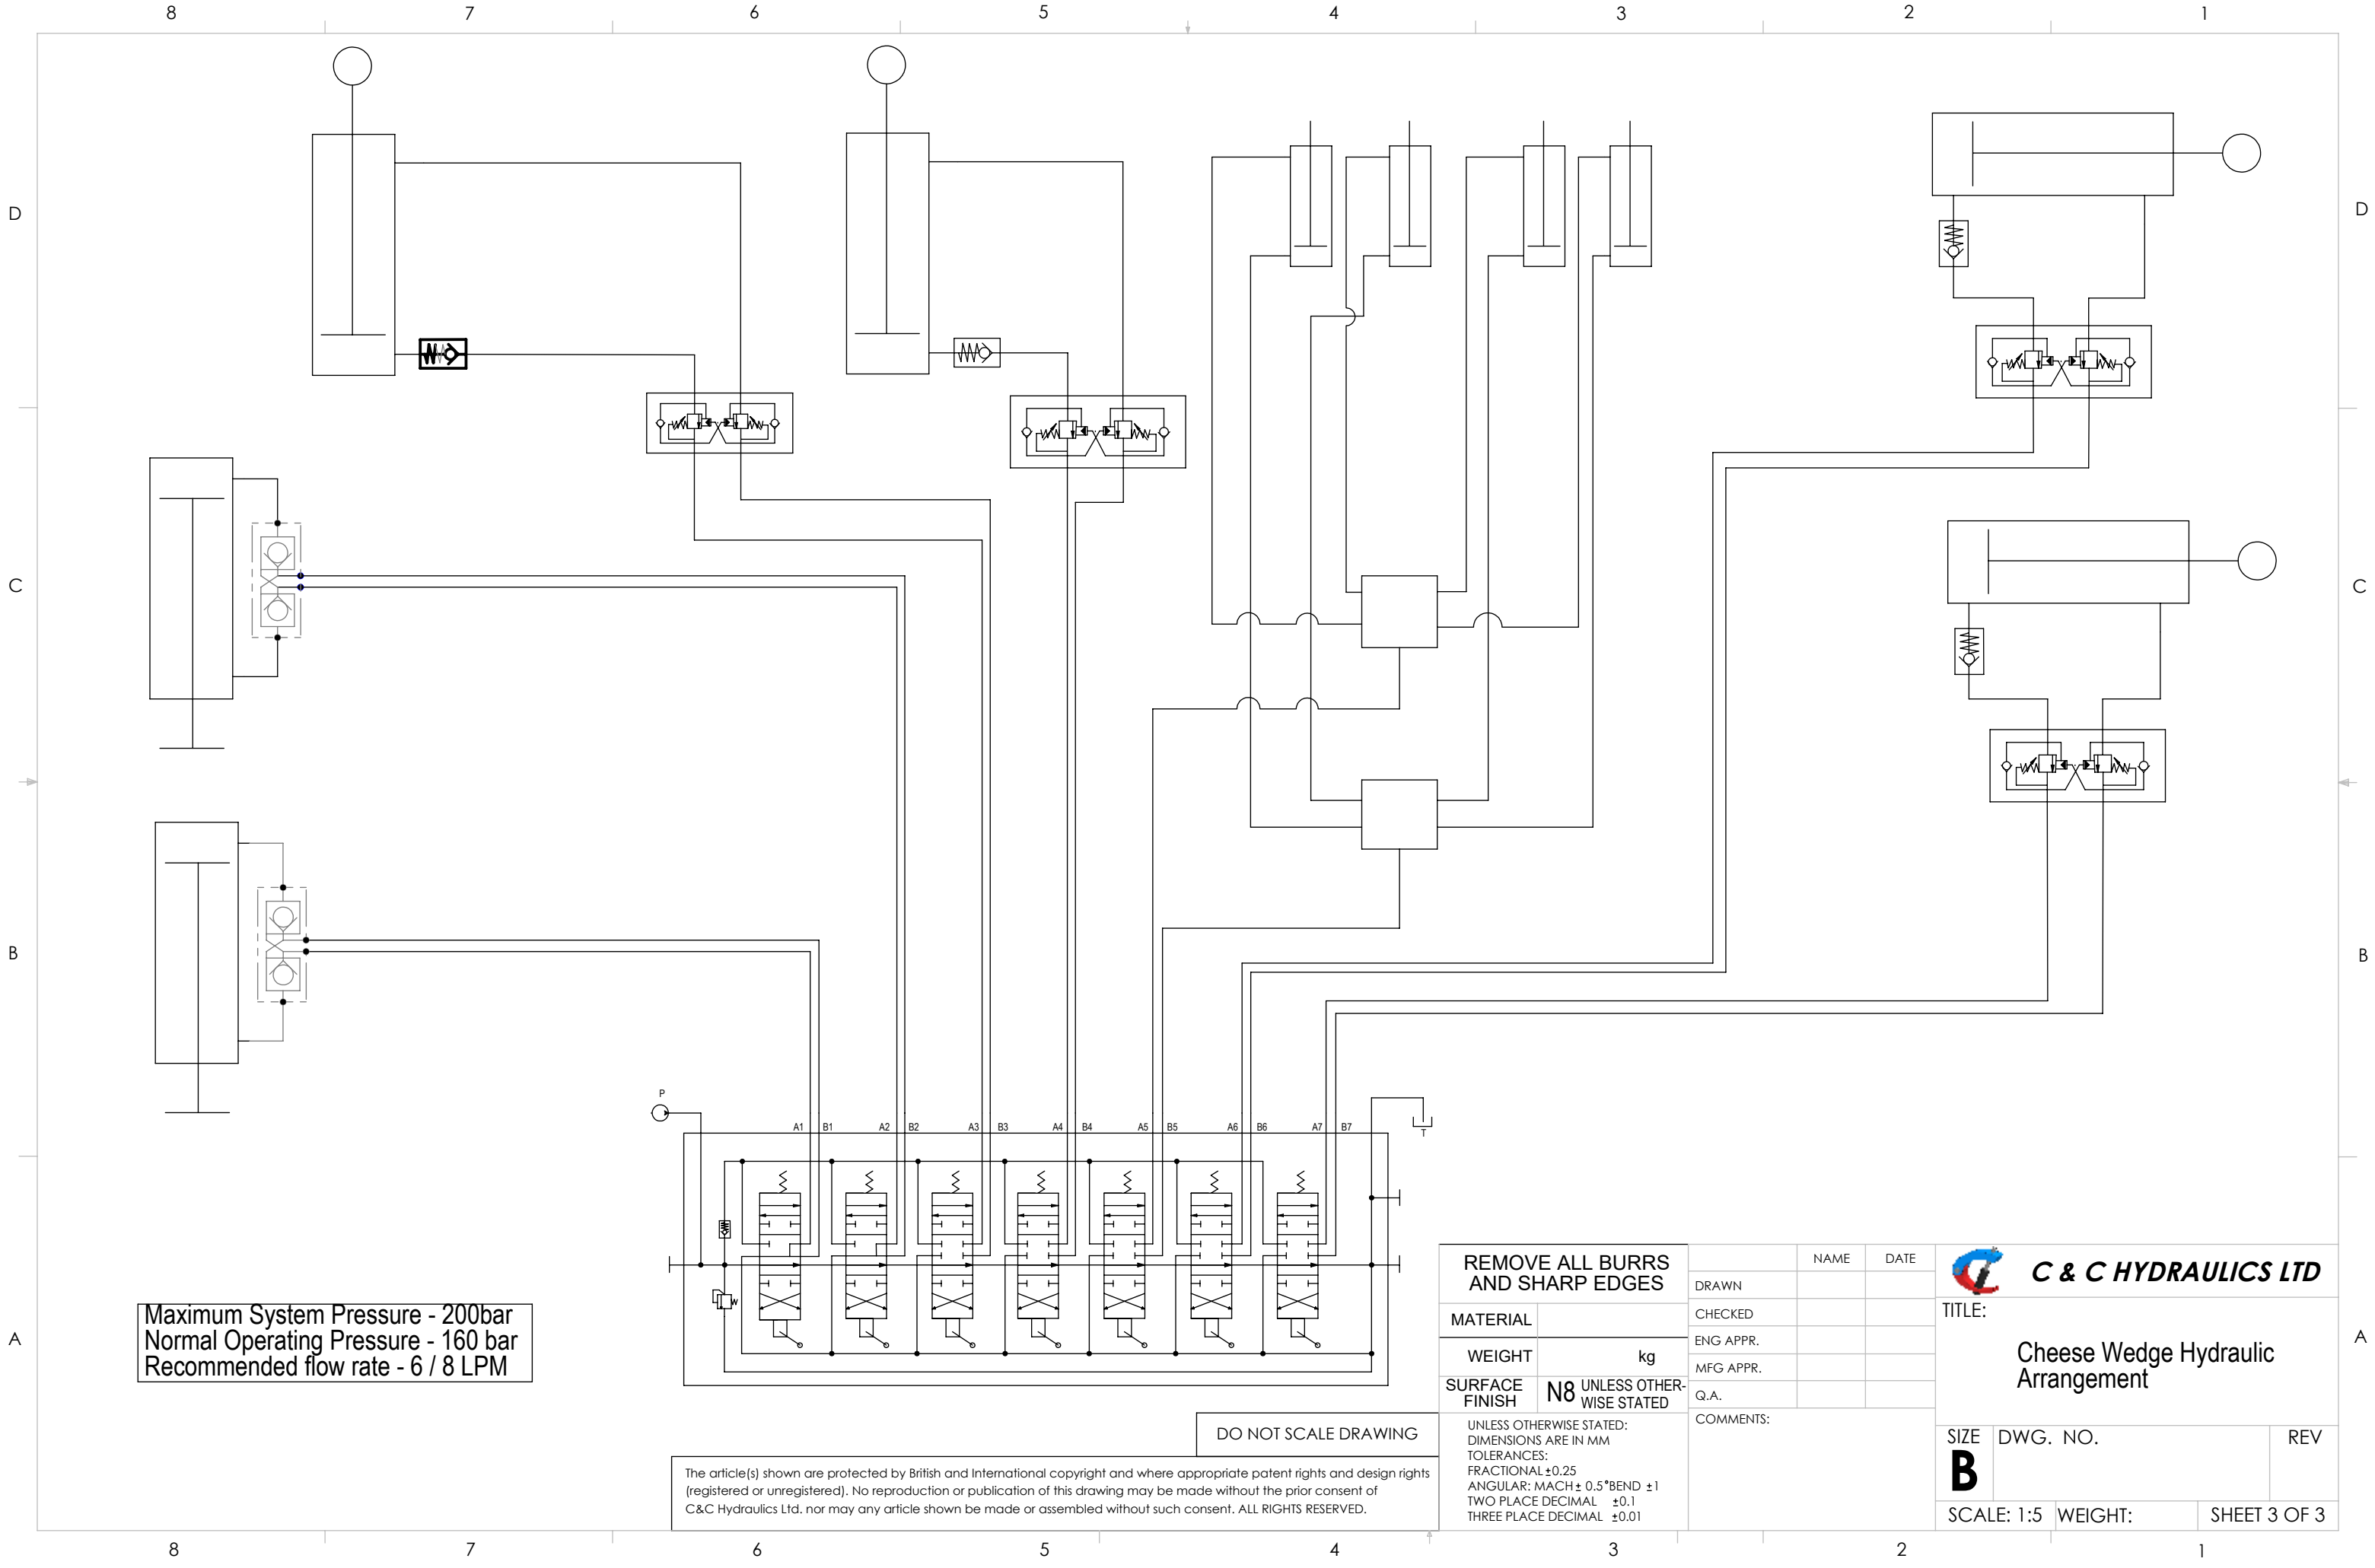 8 7 6 5 4 3 2 1
D D
C C
B B
A A
P
T
A1 B1 A2 B2 A3 B3 A4 B4 A5 B5 A6 B6 A7 B7
Maximum System Pressure - 200bar
Normal Operating Pressure - 160 bar
Recommended flow rate - 6 / 8 LPM
DO NOT SCALE DRAWING
The article(s) shown are protected by British and International copyright and where appropriate patent rights and design rights
(registered or unregistered). No reproduction or publication of this drawing may be made without the prior consent of
C&C Hydraulics Ltd. nor may any article shown be made or assembled without such consent. ALL RIGHTS RESERVED.
REMOVE ALL BURRS
AND SHARP EDGES
MATERIAL
WEIGHT kg
SURFACE
FINISH
N8 UNLESS OTHER-
WISE STATED
UNLESS OTHERWISE STATED:
DIMENSIONS ARE IN MM
TOLERANCES:
FRACTIONAL ±0.25
ANGULAR: MACH± 0.5°BEND ±1
TWO PLACE DECIMAL ±0.1
THREE PLACE DECIMAL ±0.01
NAME DATE
DRAWN
CHECKED
ENG APPR.
MFG APPR.
Q.A.
COMMENTS:
C & C HYDRAULICS LTD
TITLE:
Cheese Wedge Hydraulic
Arrangement
SIZE DWG. NO. REV
B
SCALE: 1:5 WEIGHT: SHEET 3 OF 3
8 7 6 5 4 3 2 1